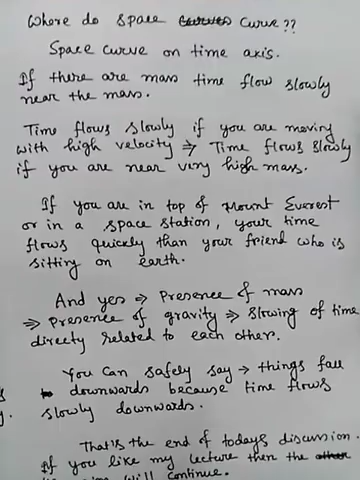 Where do space curve ??
Space curve on time axis.
If there are mass time flow slowly
near the mass.
Time flows slowly if you are moving
with high velocity ⇒ Time flows slowly
if you are near very high mass.
If you are in top of Mount Everest
or in a space station, your time
flows quickely than your friend who is
sitting on earth.
And yes ⇒ Presence of mass
⇒ Presence of gravity ⇒ slowing of time
directy related to each other.
You can safely say → things fall
downwards because time flows
slowly downwards.
That's the end of todays discussion.
If you like my lecture then the
will continue.